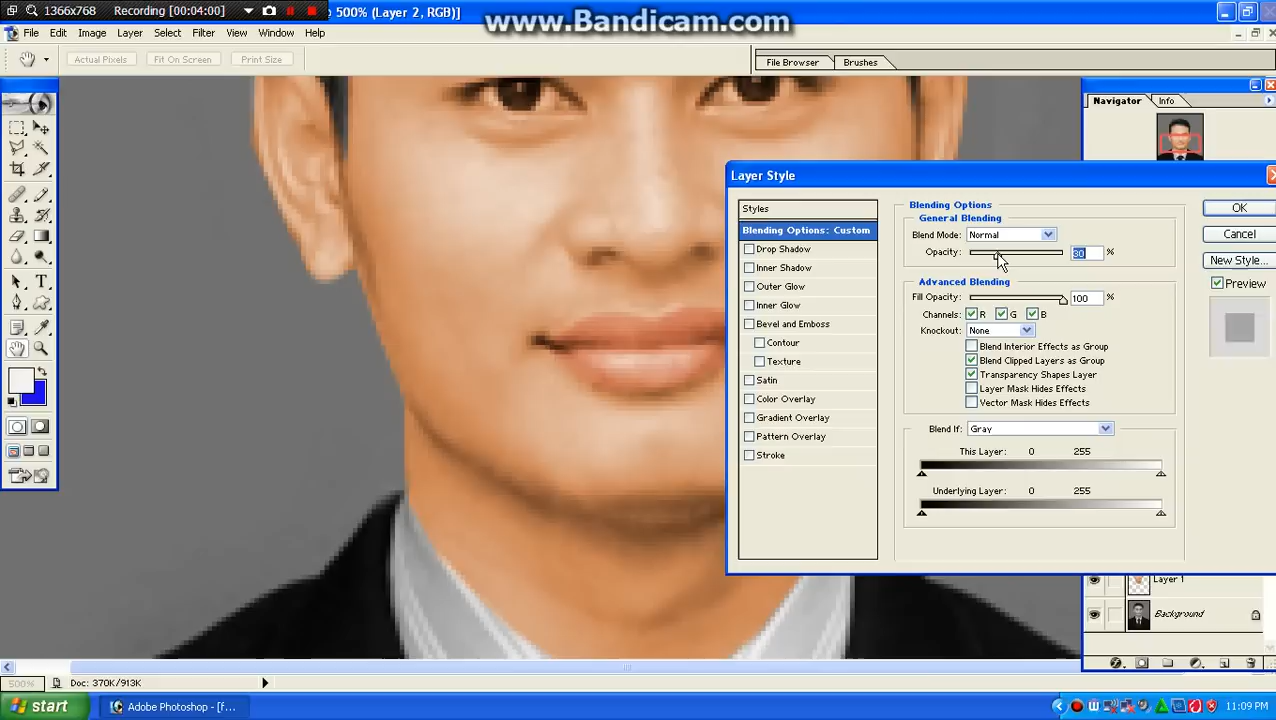 1366x768 Recording [00:04:00] @ 500% (Layer 2, RGB)]
www.Bandicam.com
File Edit Image Layer Select Filter View Window Help
Actual Pixels Fit On Screen Print Size File Browser Brushes
Navigator Info
Layer Style
Styles
Blending Options: Custom
Drop Shadow
Inner Shadow
Outer Glow
Inner Glow
Bevel and Emboss
Contour
Texture
Satin
Color Overlay
Gradient Overlay
Pattern Overlay
Stroke
Blending Options
General Blending
Blend Mode: Normal
Opacity: 30 %
Advanced Blending
Fill Opacity: 100 %
Channels: R G B
Knockout: None
Blend Interior Effects as Group
Blend Clipped Layers as Group
Transparency Shapes Layer
Layer Mask Hides Effects
Vector Mask Hides Effects
Blend If: Gray
This Layer: 0 255
Underlying Layer: 0 255
OK
Cancel
New Style...
Preview
Layer 1
Background
500% Doc: 370K/913K
start Adobe Photoshop - [f... 11:09 PM